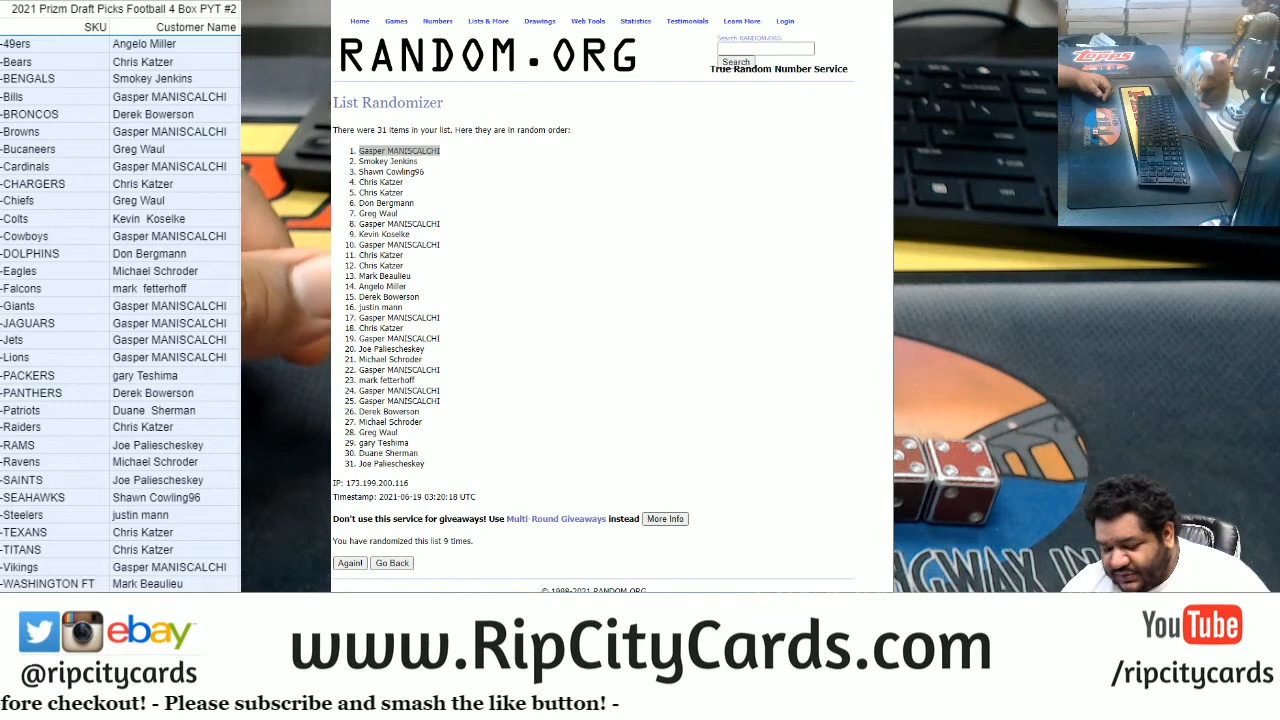 2021 Prizm Draft Picks Football 4 Box PYT #2
SKU Customer Name
-49ers Angelo Miller
-Bears Chris Katzer
-BENGALS Smokey Jenkins
-Bills Gasper MANISCALCHI
-BRONCOS Derek Bowerson
-Browns Gasper MANISCALCHI
-Bucaneers Greg Waul
-Cardinals Gasper MANISCALCHI
-CHARGERS Chris Katzer
-Chiefs Greg Waul
-Colts Kevin Koselke
-Cowboys Gasper MANISCALCHI
-DOLPHINS Don Bergmann
-Eagles Michael Schroder
-Falcons mark fetterhoff
-Giants Gasper MANISCALCHI
-JAGUARS Gasper MANISCALCHI
-Jets Gasper MANISCALCHI
-Lions Gasper MANISCALCHI
-PACKERS gary Teshima
-PANTHERS Derek Bowerson
-Patriots Duane Sherman
-Raiders Chris Katzer
-RAMS Joe Paliescheskey
-Ravens Michael Schroder
-SAINTS Joe Paliescheskey
-SEAHAWKS Shawn Cowling96
-Steelers justin mann
-TEXANS Chris Katzer
-TITANS Chris Katzer
-Vikings Gasper MANISCALCHI
-WASHINGTON FT Mark Beaulieu
Home Games Numbers Lists & More Drawings Web Tools Statistics Testimonials Learn More Login
RANDOM.ORG
Search RANDOM.ORG
Search
True Random Number Service
List Randomizer
There were 31 items in your list. Here they are in random order:
1. Gasper MANISCALCHI
2. Smokey Jenkins
3. Shawn Cowling96
4. Chris Katzer
5. Chris Katzer
6. Don Bergmann
7. Greg Waul
8. Gasper MANISCALCHI
9. Kevin Koselke
10. Gasper MANISCALCHI
11. Chris Katzer
12. Chris Katzer
13. Mark Beaulieu
14. Angelo Miller
15. Derek Bowerson
16. justin mann
17. Gasper MANISCALCHI
18. Chris Katzer
19. Gasper MANISCALCHI
20. Joe Paliescheskey
21. Michael Schroder
22. Gasper MANISCALCHI
23. mark fetterhoff
24. Gasper MANISCALCHI
25. Gasper MANISCALCHI
26. Derek Bowerson
27. Michael Schroder
28. Greg Waul
29. gary Teshima
30. Duane Sherman
31. Joe Paliescheskey
IP: 173.199.200.116
Timestamp: 2021-06-19 03:20:18 UTC
Don't use this service for giveaways! Use Multi-Round Giveaways instead More Info
You have randomized this list 9 times.
Again! Go Back
© 1998-2021 RANDOM.ORG
Topps
NGWAX IN
ebay
@ripcitycards
www.RipCityCards.com
YouTube
/ripcitycards
fore checkout! - Please subscribe and smash the like button! -